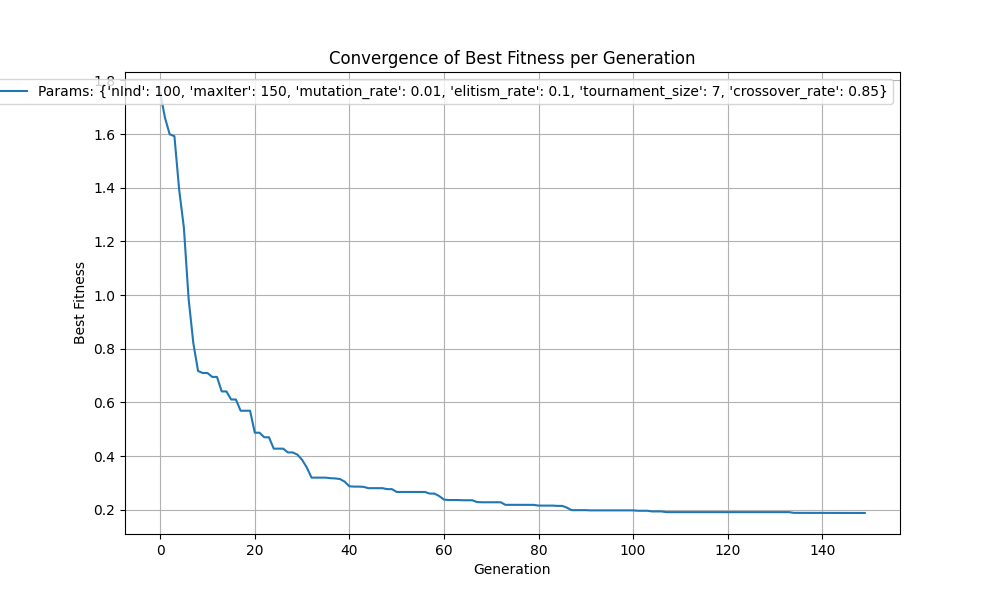 Convergence of Best Fitness per Generation
Params: {'nInd': 100, 'maxIter': 150, 'mutation_rate': 0.01, 'elitism_rate': 0.1, 'tournament_size': 7, 'crossover_rate': 0.85}
1.8
1.6
1.4
1.2
1.0
0.8
0.6
0.4
0.2
Best Fitness
0 20 40 60 80 100 120 140
Generation